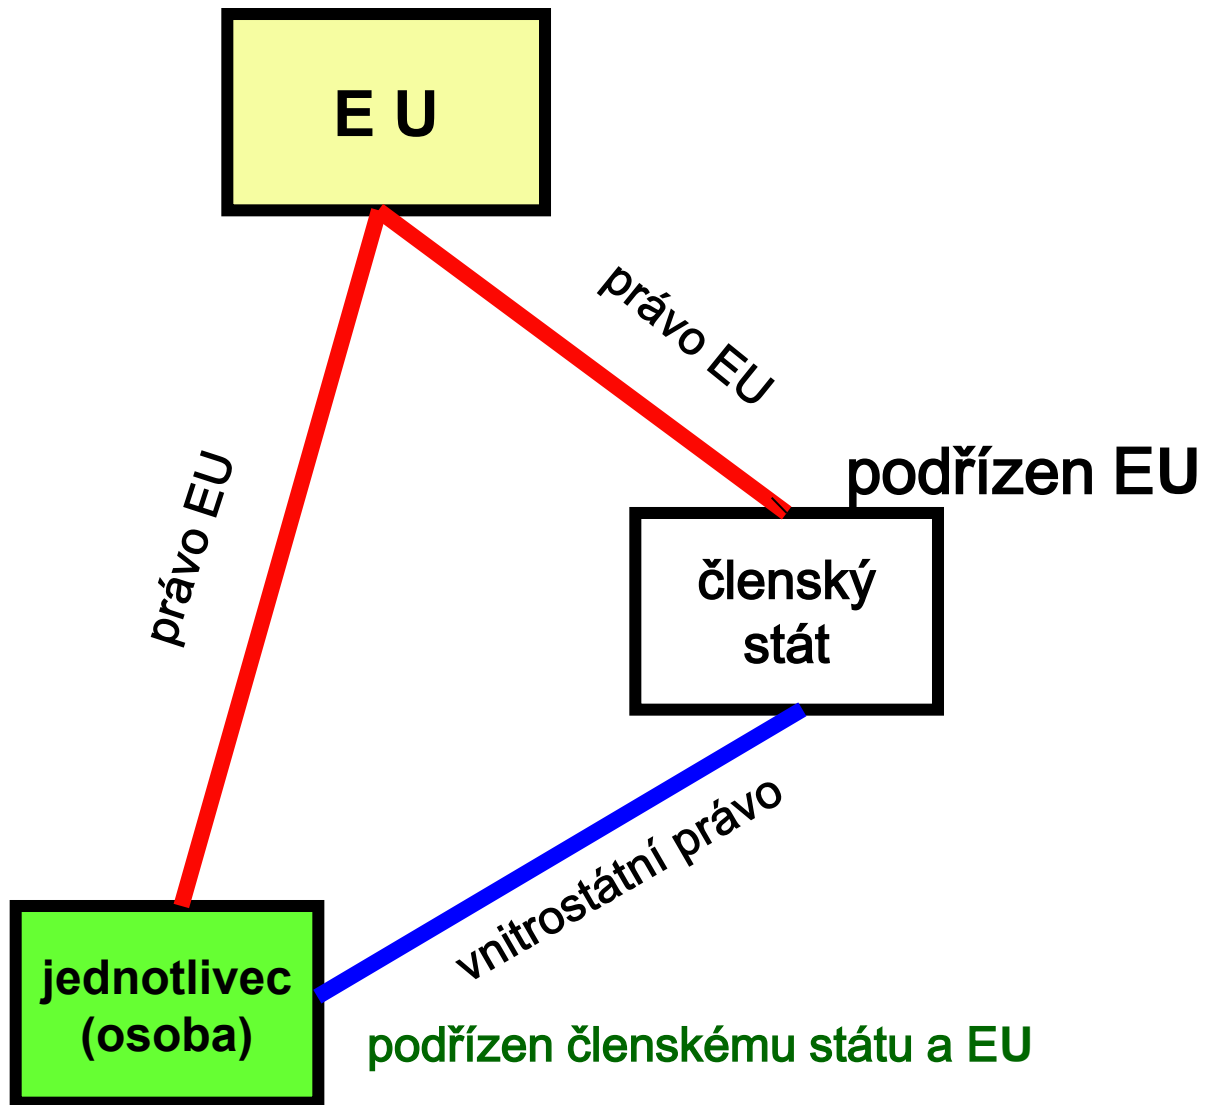 E U
právo EU
podřízen EU
členský
stát
právo EU
vnitrostátní právo
jednotlivec
(osoba)
podřízen členskému státu a EU